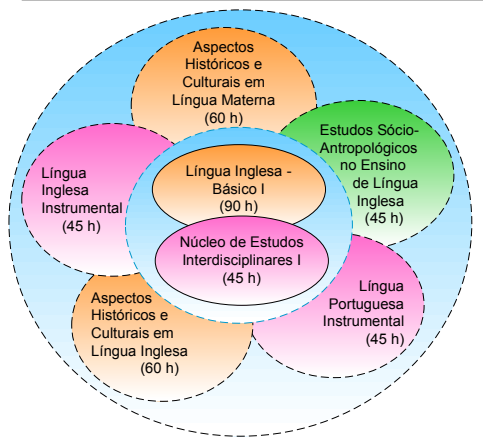 Aspectos
Históricos e
Culturais em
Língua Materna
(60 h)
Estudos Sócio-
Antropológicos
no Ensino
de Língua
Inglesa
(45 h)
Língua
Inglesa
Instrumental
(45 h)
Língua Inglesa -
Básico I
(90 h)
Núcleo de Estudos
Interdisciplinares I
(45 h)
Aspectos
Históricos e
Culturais em
Língua Inglesa
(60 h)
Língua
Portuguesa
Instrumental
(45 h)